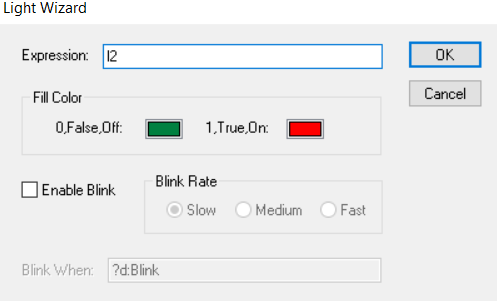 Light Wizard
Expression: I2 OK
Fill Color Cancel
0,False,Off: 1,True,On:
Enable Blink Blink Rate
Slow Medium Fast
Blink When: ?d:Blink